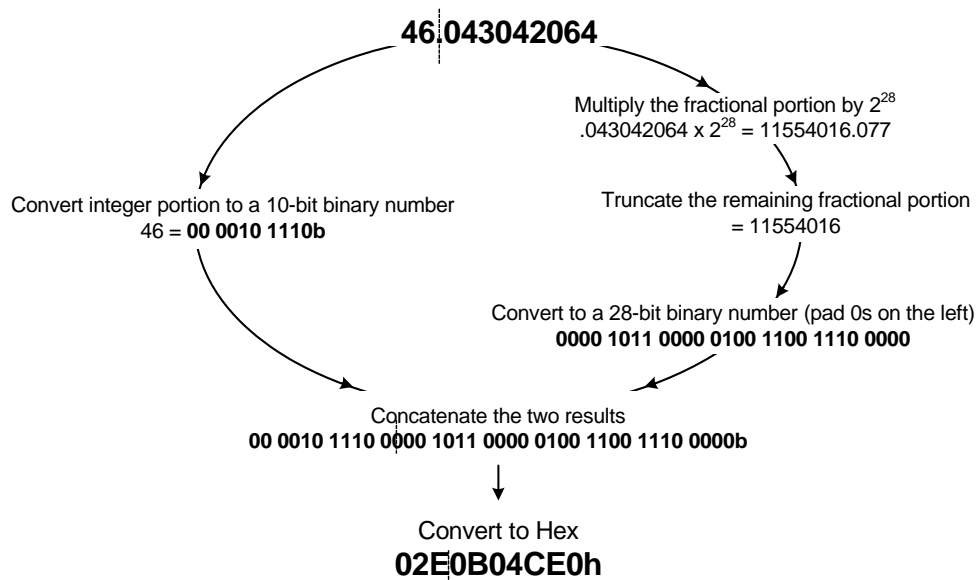 46.043042064
Multiply the fractional portion by 2^28
.043042064 x 2^28 = 11554016.077
Convert integer portion to a 10-bit binary number
46 = 00 0010 1110b
Truncate the remaining fractional portion
= 11554016
Convert to a 28-bit binary number (pad 0s on the left)
0000 1011 0000 0100 1100 1110 0000
Concatenate the two results
00 0010 1110 0000 1011 0000 0100 1100 1110 0000b
Convert to Hex
02E0B04CE0h